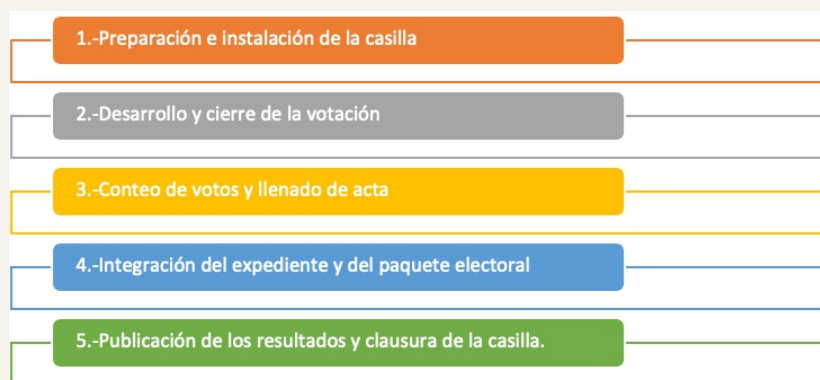 1.-Preparación e instalación de la casilla
2.-Desarrollo y cierre de la votación
3.-Conteo de votos y llenado de acta
4.-Integración del expediente y del paquete electoral
5.-Publicación de los resultados y clausura de la casilla.